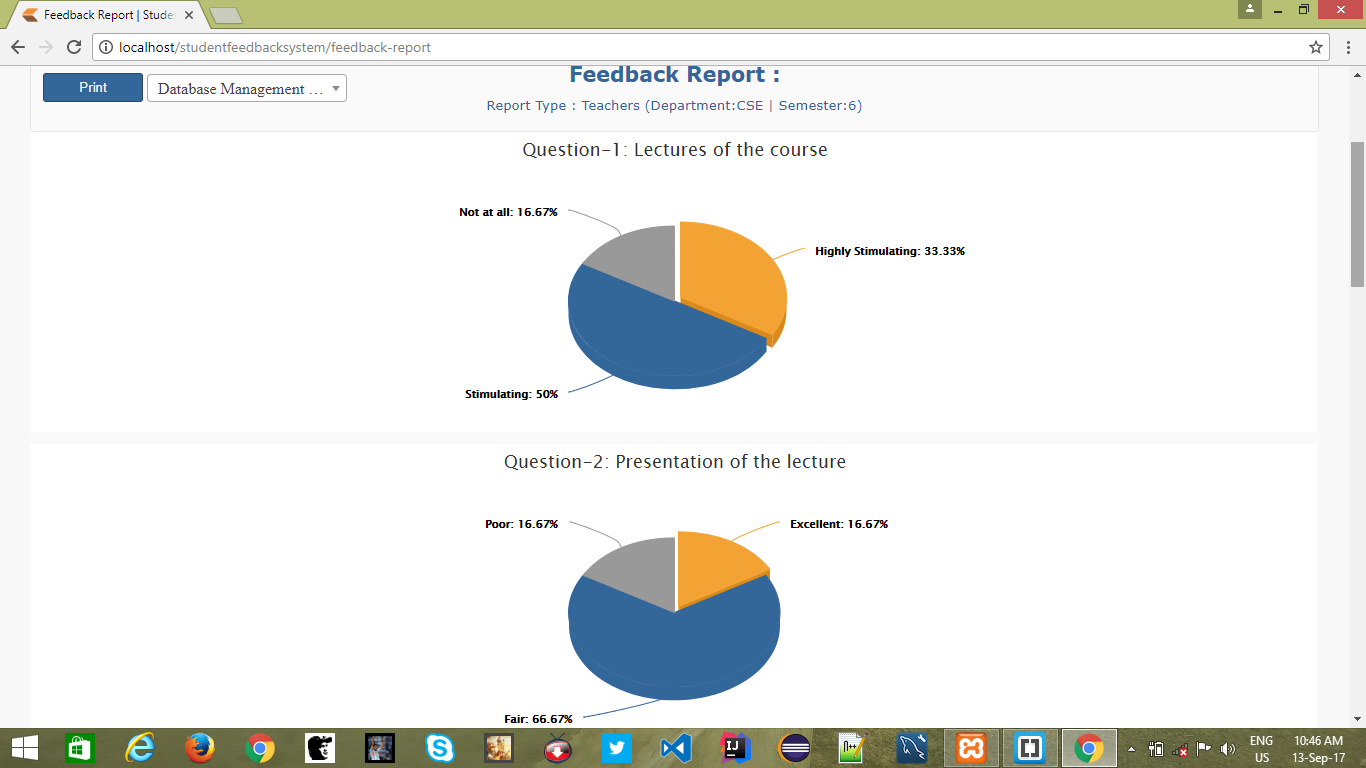 Feedback Report | Stude
localhost/studentfeedbacksystem/feedback-report
Print
Database Management ...
Feedback Report :
Report Type : Teachers (Department:CSE | Semester:6)
Question-1: Lectures of the course
Not at all: 16.67%
Highly Stimulating: 33.33%
Stimulating: 50%
Question-2: Presentation of the lecture
Poor: 16.67%
Excellent: 16.67%
Fair: 66.67%
ENG
US
10:46 AM
13-Sep-17